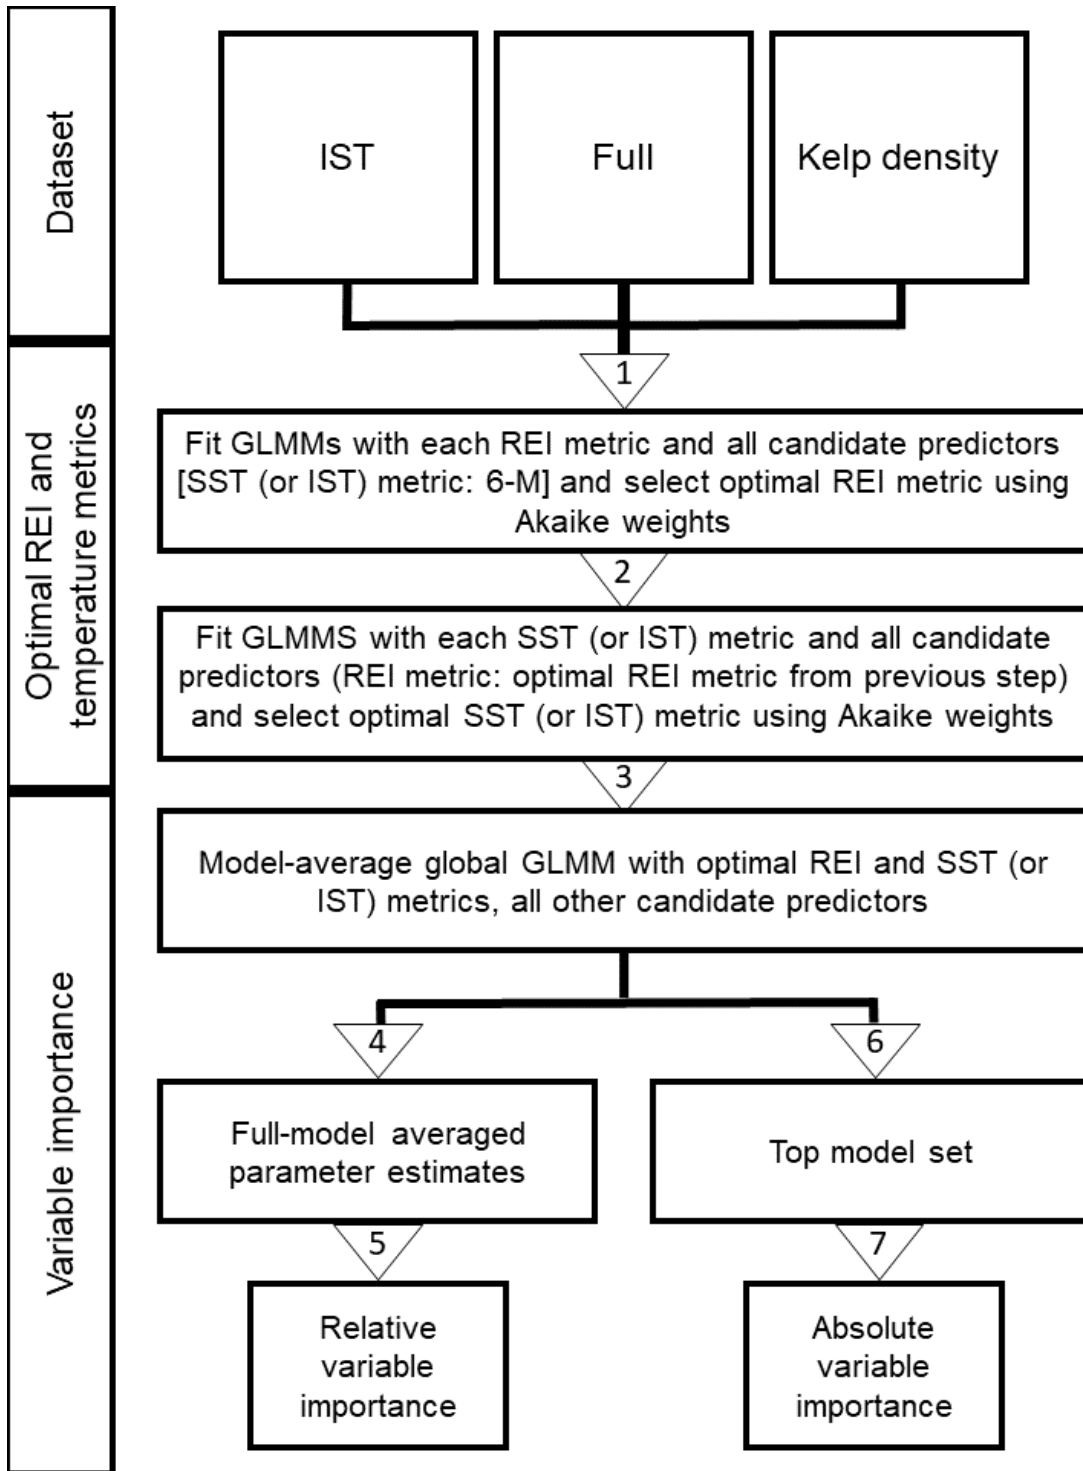 Dataset
IST
Full
Kelp density
1
Optimal REI and
temperature metrics
Fit GLMMs with each REI metric and all candidate predictors
[SST (or IST) metric: 6-M] and select optimal REI metric using
Akaike weights
2
Fit GLMMS with each SST (or IST) metric and all candidate
predictors (REI metric: optimal REI metric from previous step)
and select optimal SST (or IST) metric using Akaike weights
3
Variable importance
Model-average global GLMM with optimal REI and SST (or
IST) metrics, all other candidate predictors
4
6
Full-model averaged
parameter estimates
Top model set
5
7
Relative
variable
importance
Absolute
variable
importance